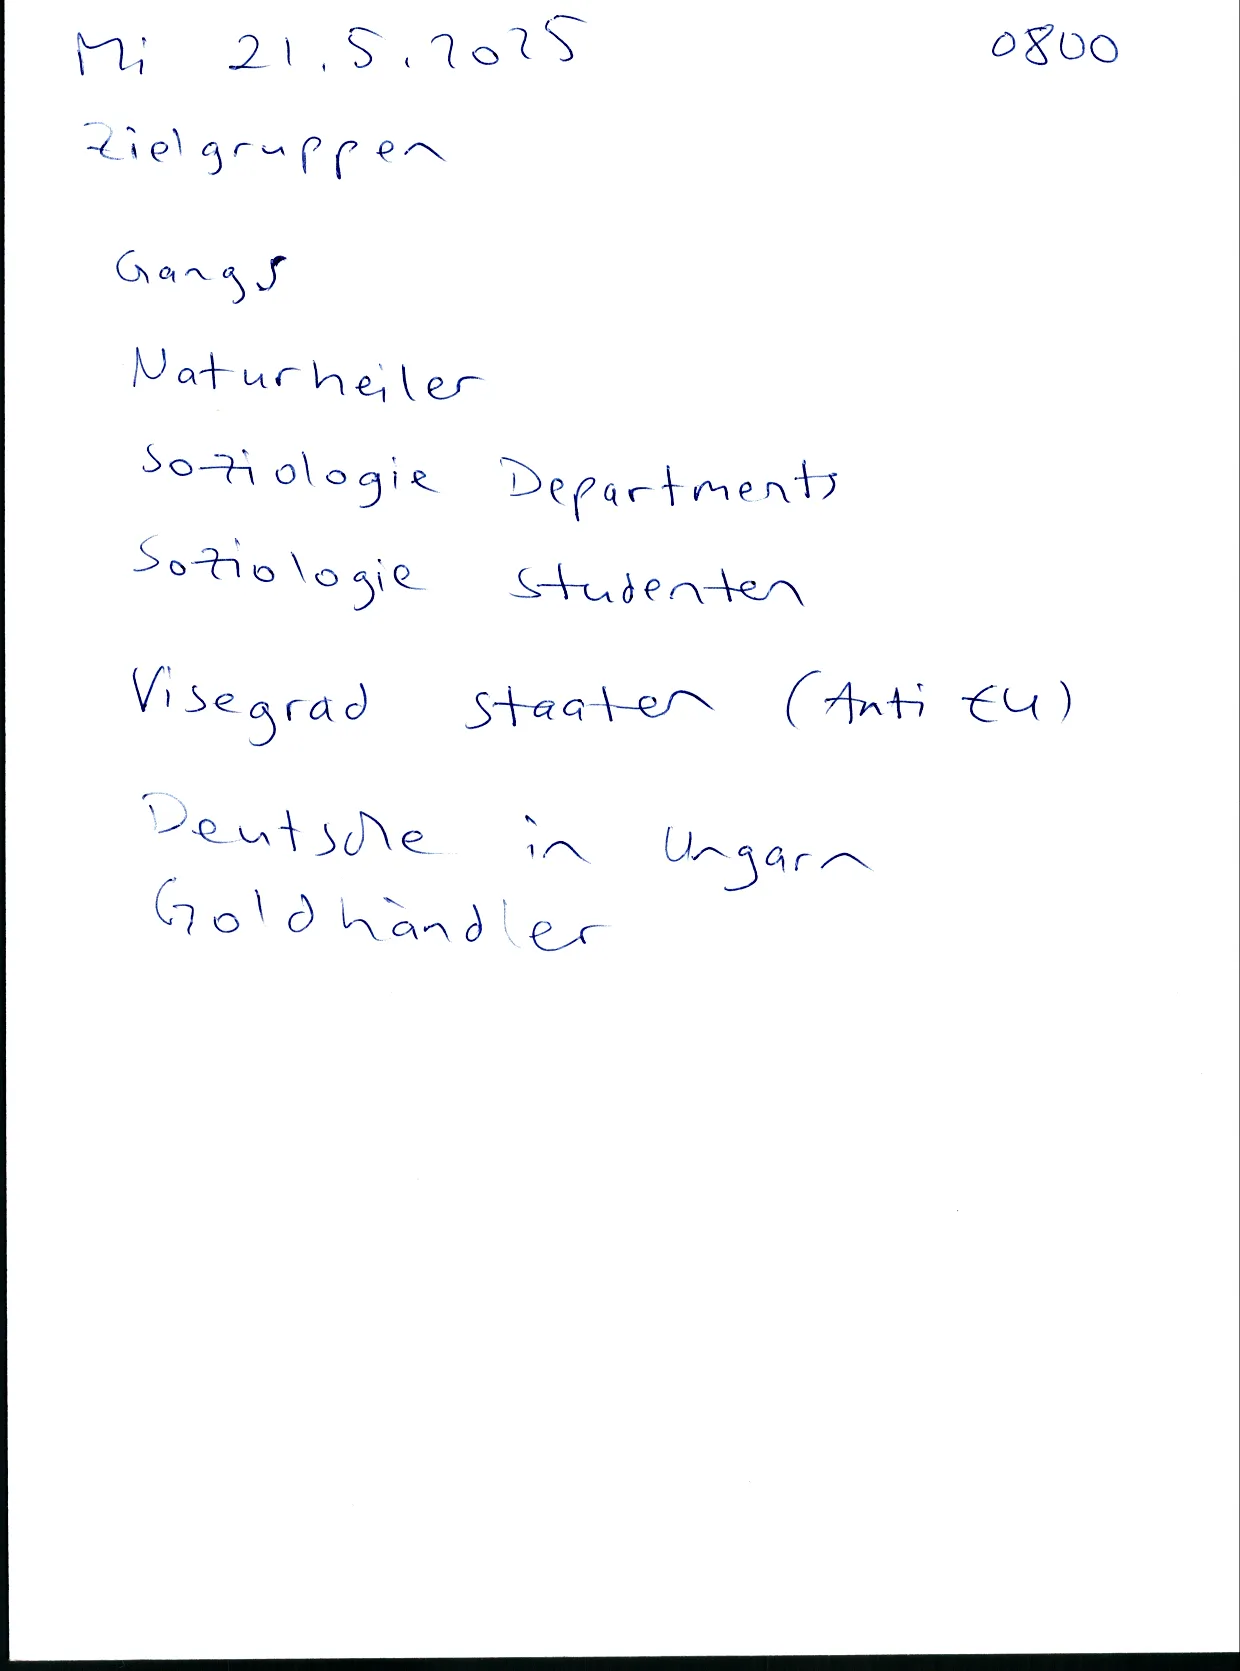 Mi 21.5.2025 0800
Zielgruppen
Gangs
Naturheiler
Soziologie Departments
Soziologie Studenten
Visegrad Staaten (Anti EU)
Deutsche in Ungarn
Goldhändler